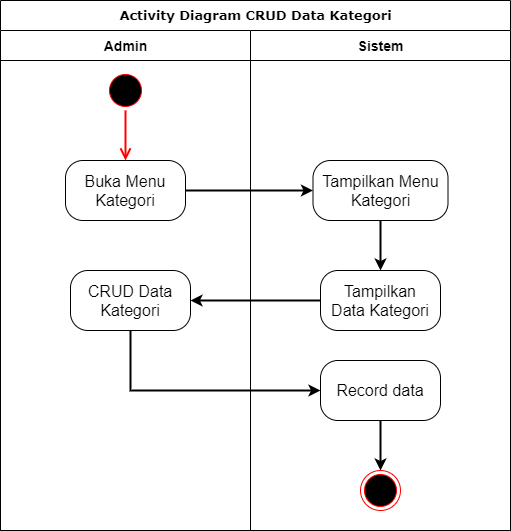 Activity Diagram CRUD Data Kategori
Admin
Sistem
Buka Menu
Kategori
Tampilkan Menu
Kategori
Tampilkan
Data Kategori
CRUD Data
Kategori
Record data